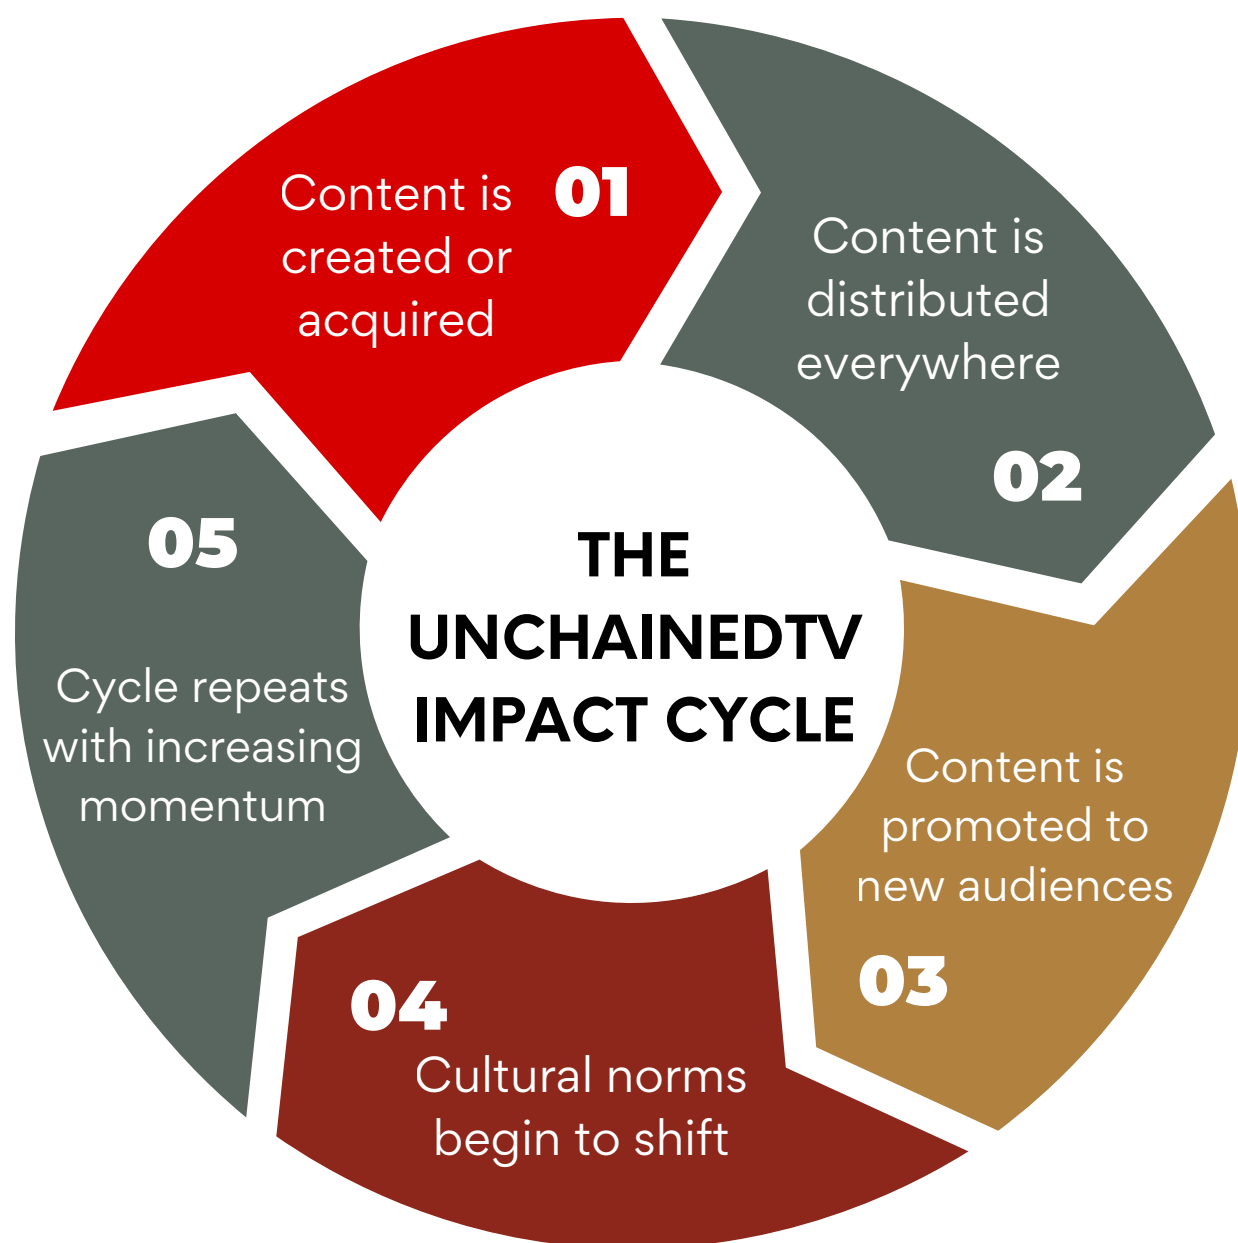 01
Content is
created or
acquired
Content is
distributed
everywhere
02
Content is
promoted to
new audiences
03
04
Cultural norms
begin to shift
05
Cycle repeats
with increasing
momentum
THE
UNCHAINEDTV
IMPACT CYCLE